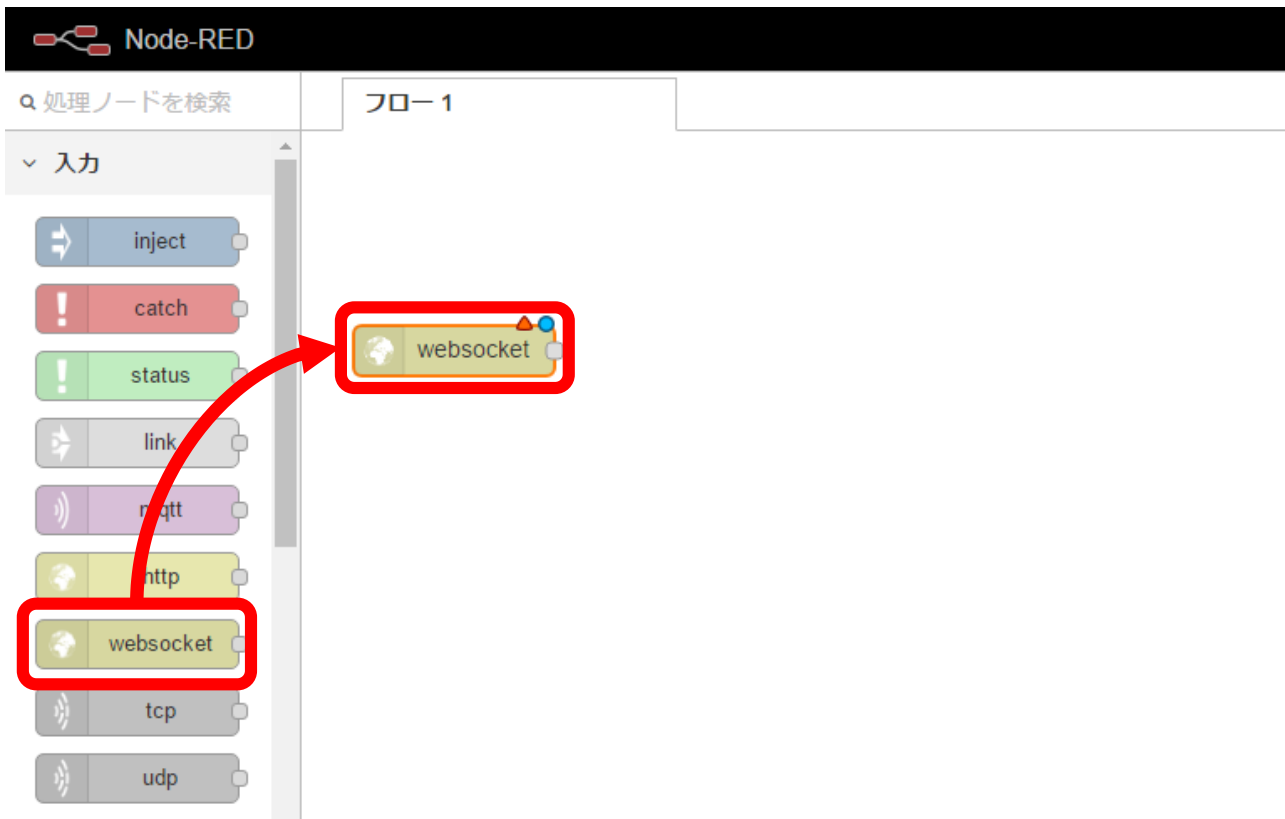 Node-RED
処理ノードを検索
フロー 1
入力
inject
catch
status
link
mqtt
http
websocket
tcp
udp
websocket